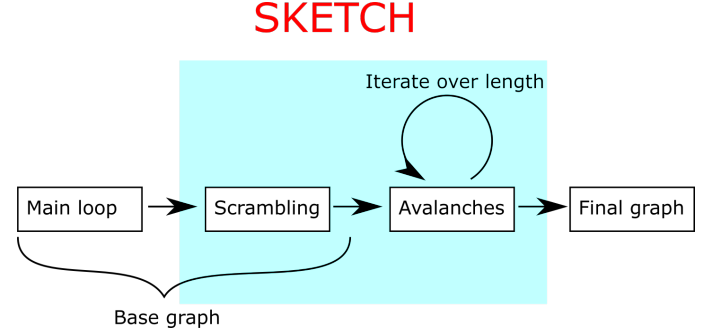 SKETCH
Iterate over length
Main loop
Scrambling
Avalanches
Final graph
Base graph